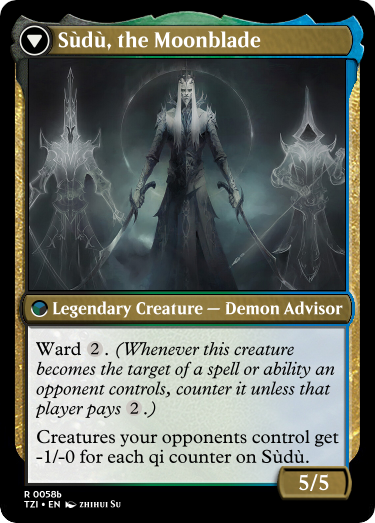 Sùdù, the Moonblade
Legendary Creature — Demon Advisor
Ward 2. (Whenever this creature
becomes the target of a spell or ability an
opponent controls, counter it unless that
player pays 2.)
Creatures your opponents control get
-1/-0 for each qi counter on Sùdù.
5/5
R 0058b
TZI • EN zhihui Su